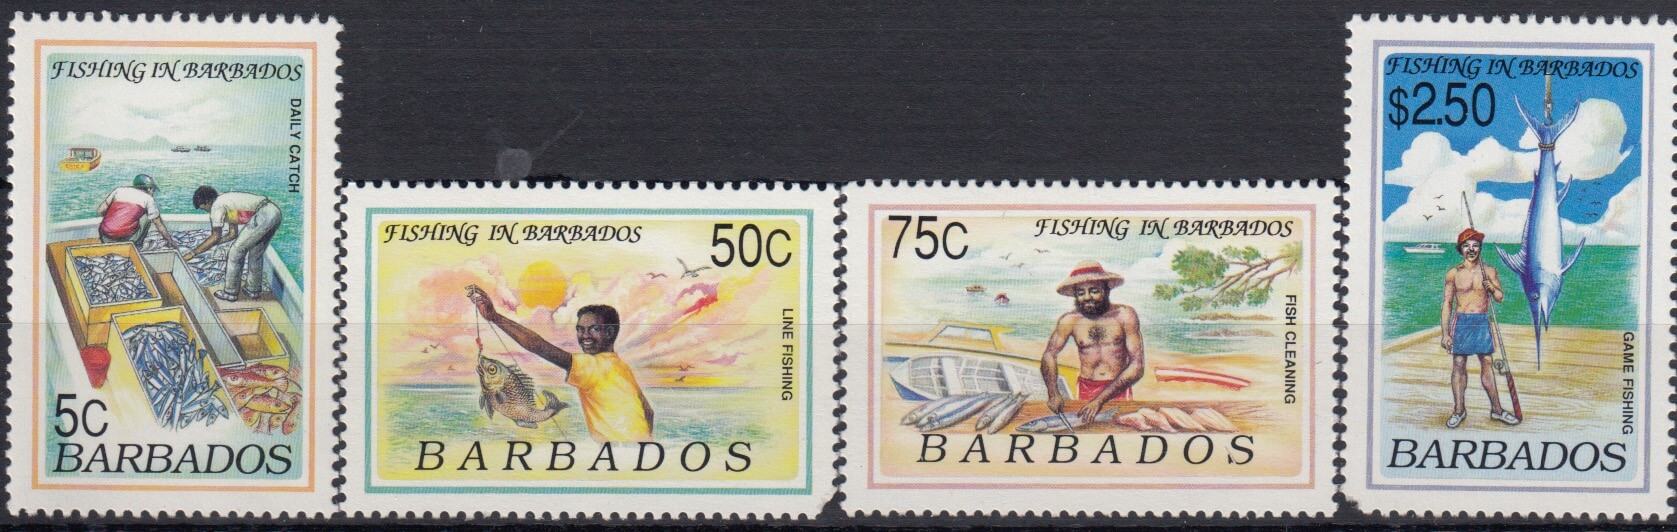 FISHING IN BARBADOS
DAILY CATCH
5C
BARBADOS
FISHING IN BARBADOS
50C
LINE FISHING
BARBADOS
75C
FISHING IN BARBADOS
FISH CLEANING
BARBADOS
FISHING IN BARBADOS
$2.50
GAME FISHING
BARBADOS